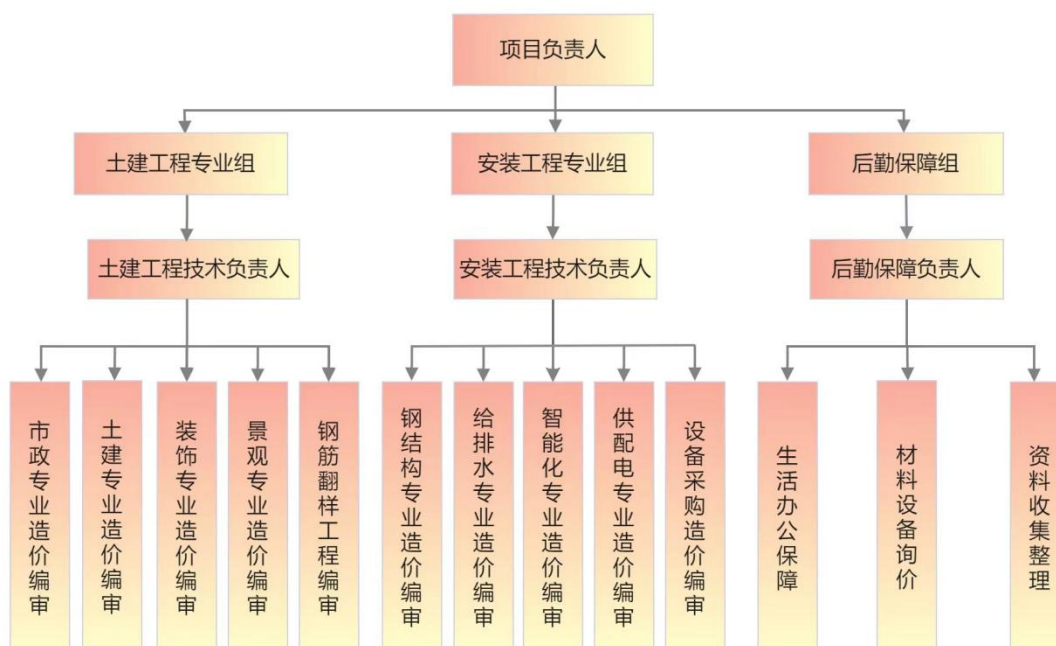 项目负责人
土建工程专业组
安装工程专业组
后勤保障组
土建工程技术负责人
安装工程技术负责人
后勤保障负责人
市政专业造价编审
土建专业造价编审
装饰专业造价编审
景观专业造价编审
钢筋翻样工程编审
钢结构专业造价编审
给排水专业造价编审
智能化专业造价编审
供配电专业造价编审
设备采购造价编审
生活办公保障
材料设备询价
资料收集整理